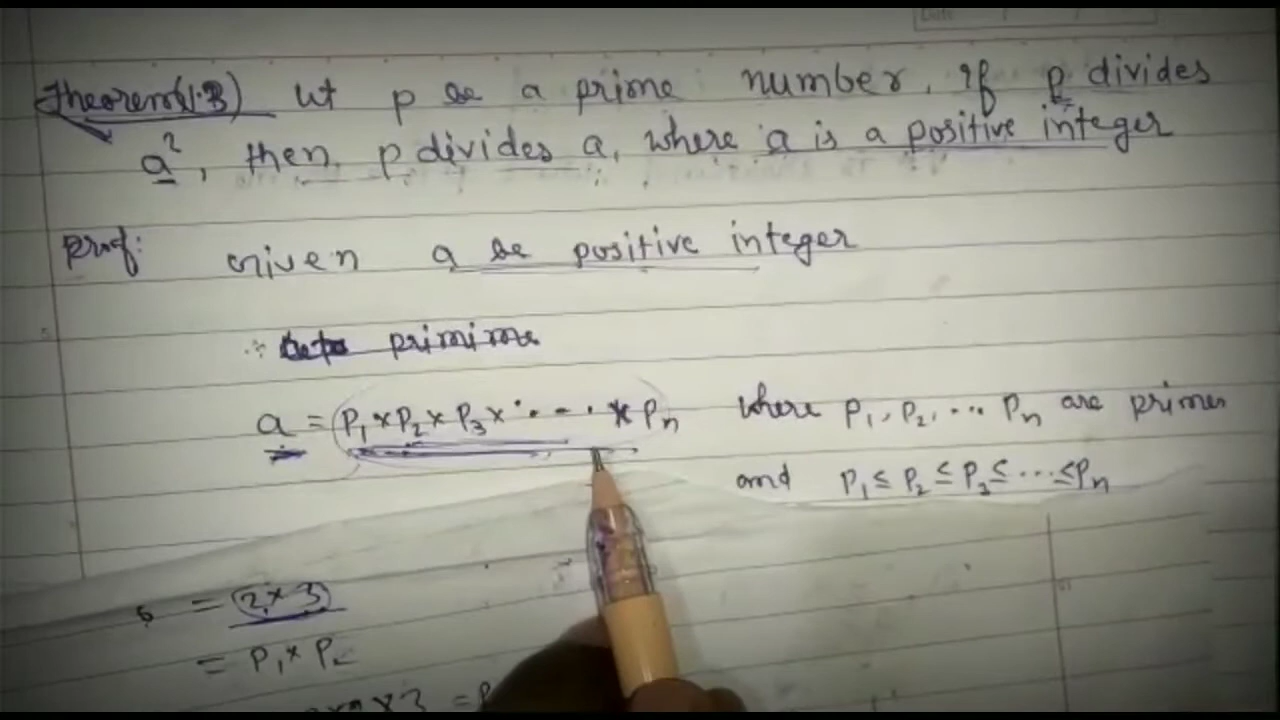 Date
Theorem(1.3) Let p be a prime number. If p divides
a², then p divides a, where a is a positive integer
Proof: Given a be positive integer
∴ primime
a = P₁ × P₂ × P₃ × ..... × Pₙ where P₁, P₂, ... Pₙ are primes
and P₁ ≤ P₂ ≤ P₃ ≤ ... ≤ Pₙ
6 = 2 × 3
= P₁ × P₂